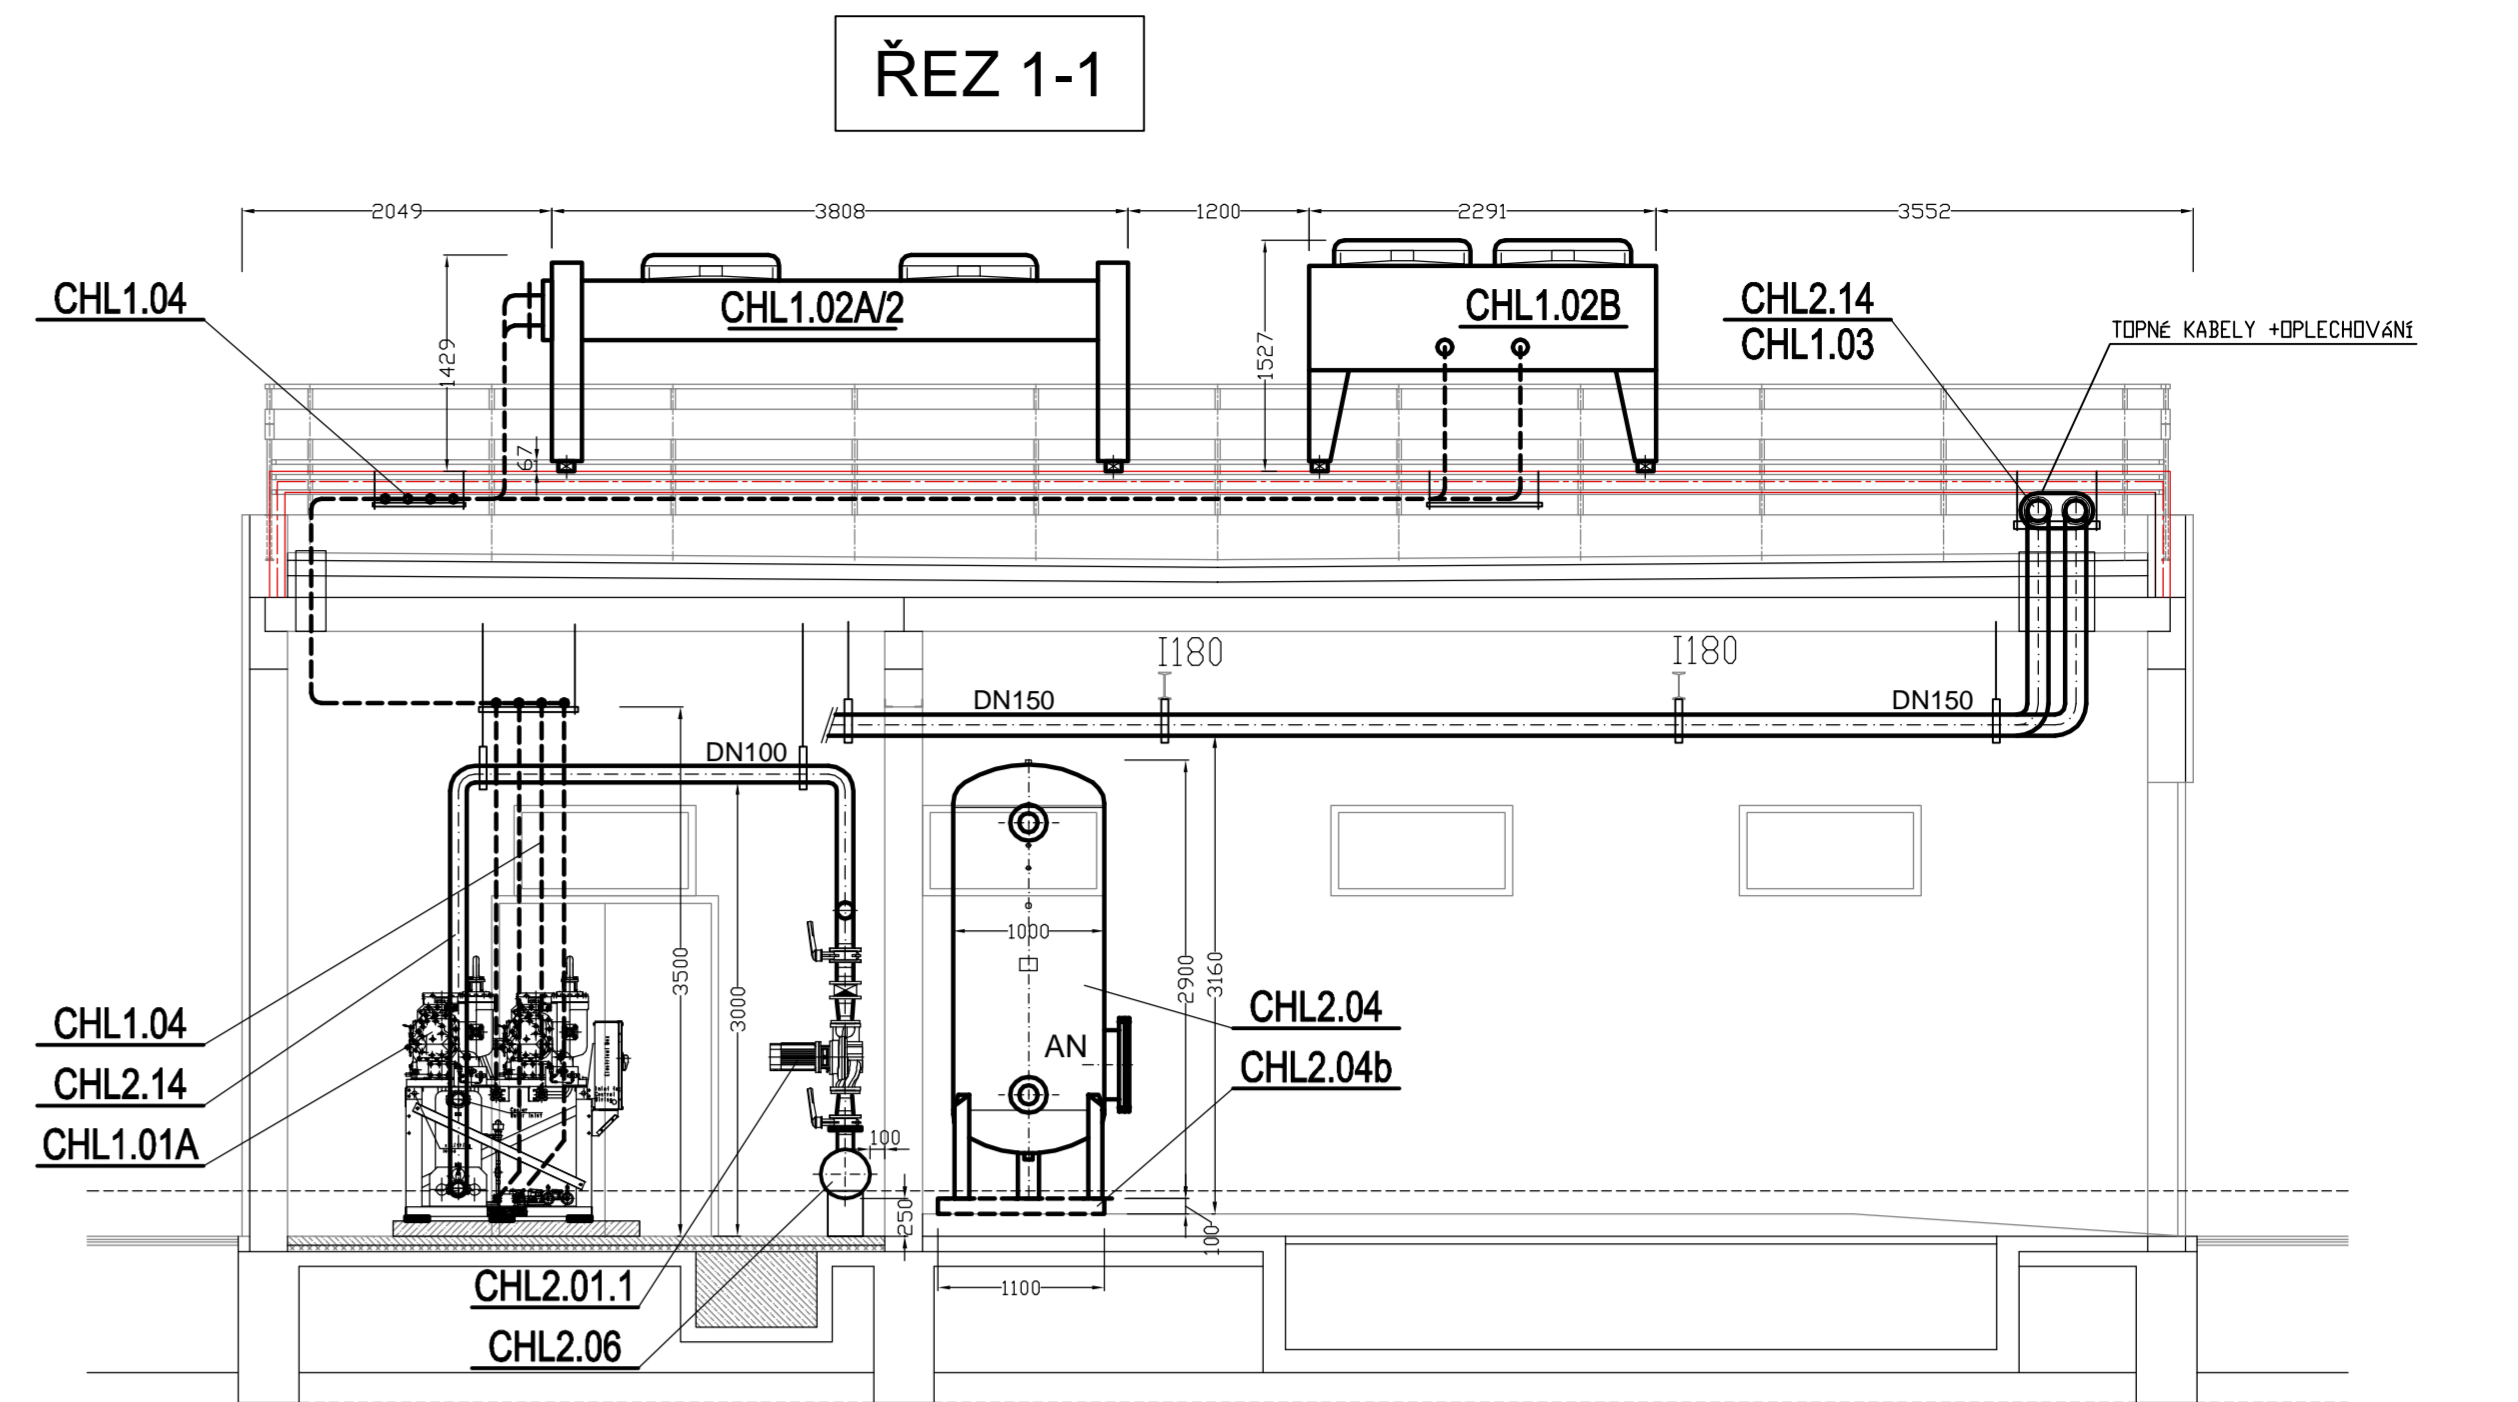 ŘEZ 1-1
2049
3808
1200
2291
3552
CHL1.04
1429
CHL1.02A/2
1527
CHL1.02B
CHL2.14
CHL1.03
TOPNÉ KABELY +OPLECHOVÁNÍ
67
I180
I180
DN150
DN150
DN100
1000
3500
3000
2900
3160
CHL1.04
CHL2.14
CHL1.01A
AN
CHL2.04
CHL2.04b
100
250
100
1100
CHL2.01.1
CHL2.06